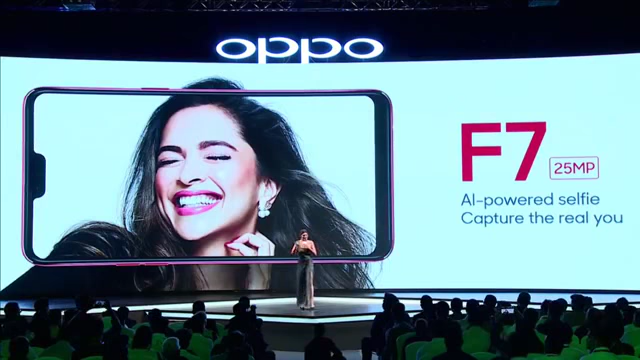 oppo
F7
25MP
AI-powered selfie
Capture the real you